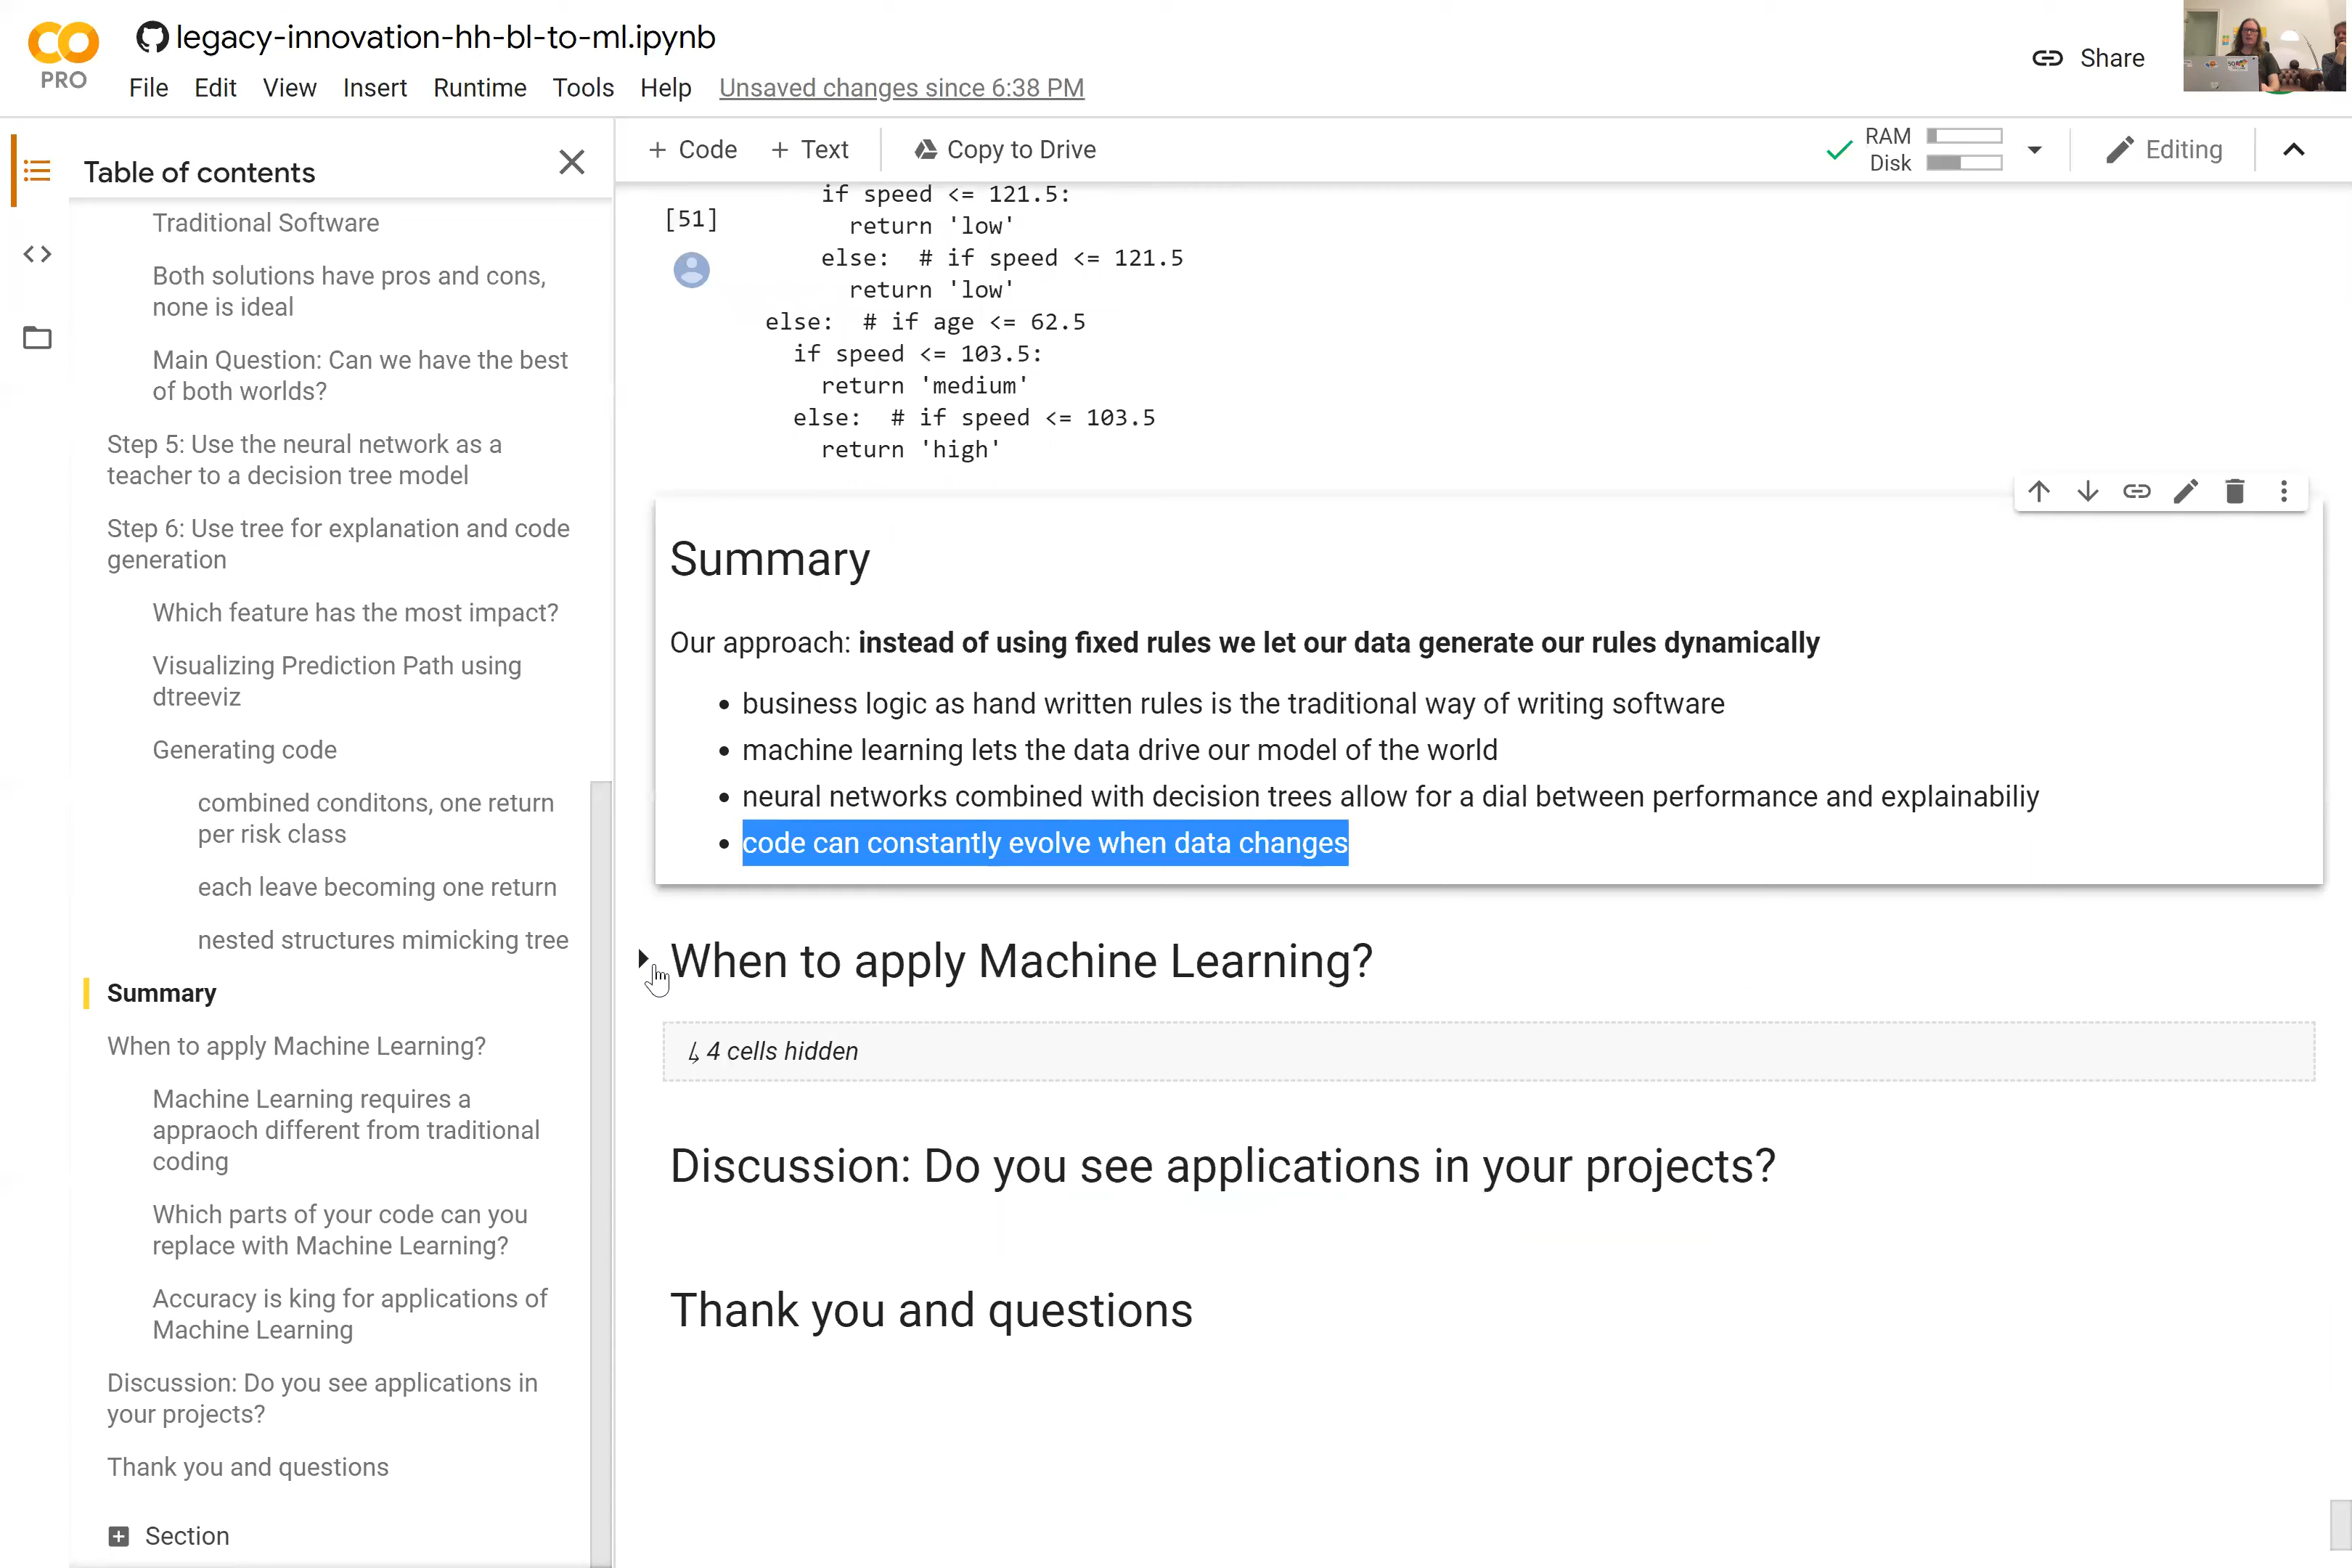 PRO
legacy-innovation-hh-bl-to-ml.ipynb
File Edit View Insert Runtime Tools Help Unsaved changes since 6:38 PM
Share
Table of contents
Traditional Software
Both solutions have pros and cons,
none is ideal
Main Question: Can we have the best
of both worlds?
Step 5: Use the neural network as a
teacher to a decision tree model
Step 6: Use tree for explanation and code
generation
Which feature has the most impact?
Visualizing Prediction Path using
dtreeviz
Generating code
combined conditons, one return
per risk class
each leave becoming one return
nested structures mimicking tree
Summary
When to apply Machine Learning?
Machine Learning requires a
appraoch different from traditional
coding
Which parts of your code can you
replace with Machine Learning?
Accuracy is king for applications of
Machine Learning
Discussion: Do you see applications in
your projects?
Thank you and questions
Section
+ Code + Text Copy to Drive
RAM
Disk
Editing
[51]
if speed <= 121.5:
return 'low'
else:  # if speed <= 121.5
return 'low'
else:  # if age <= 62.5
if speed <= 103.5:
return 'medium'
else:  # if speed <= 103.5
return 'high'
Summary
Our approach: instead of using fixed rules we let our data generate our rules dynamically
• business logic as hand written rules is the traditional way of writing software
• machine learning lets the data drive our model of the world
• neural networks combined with decision trees allow for a dial between performance and explainabiliy
• code can constantly evolve when data changes
When to apply Machine Learning?
↳ 4 cells hidden
Discussion: Do you see applications in your projects?
Thank you and questions